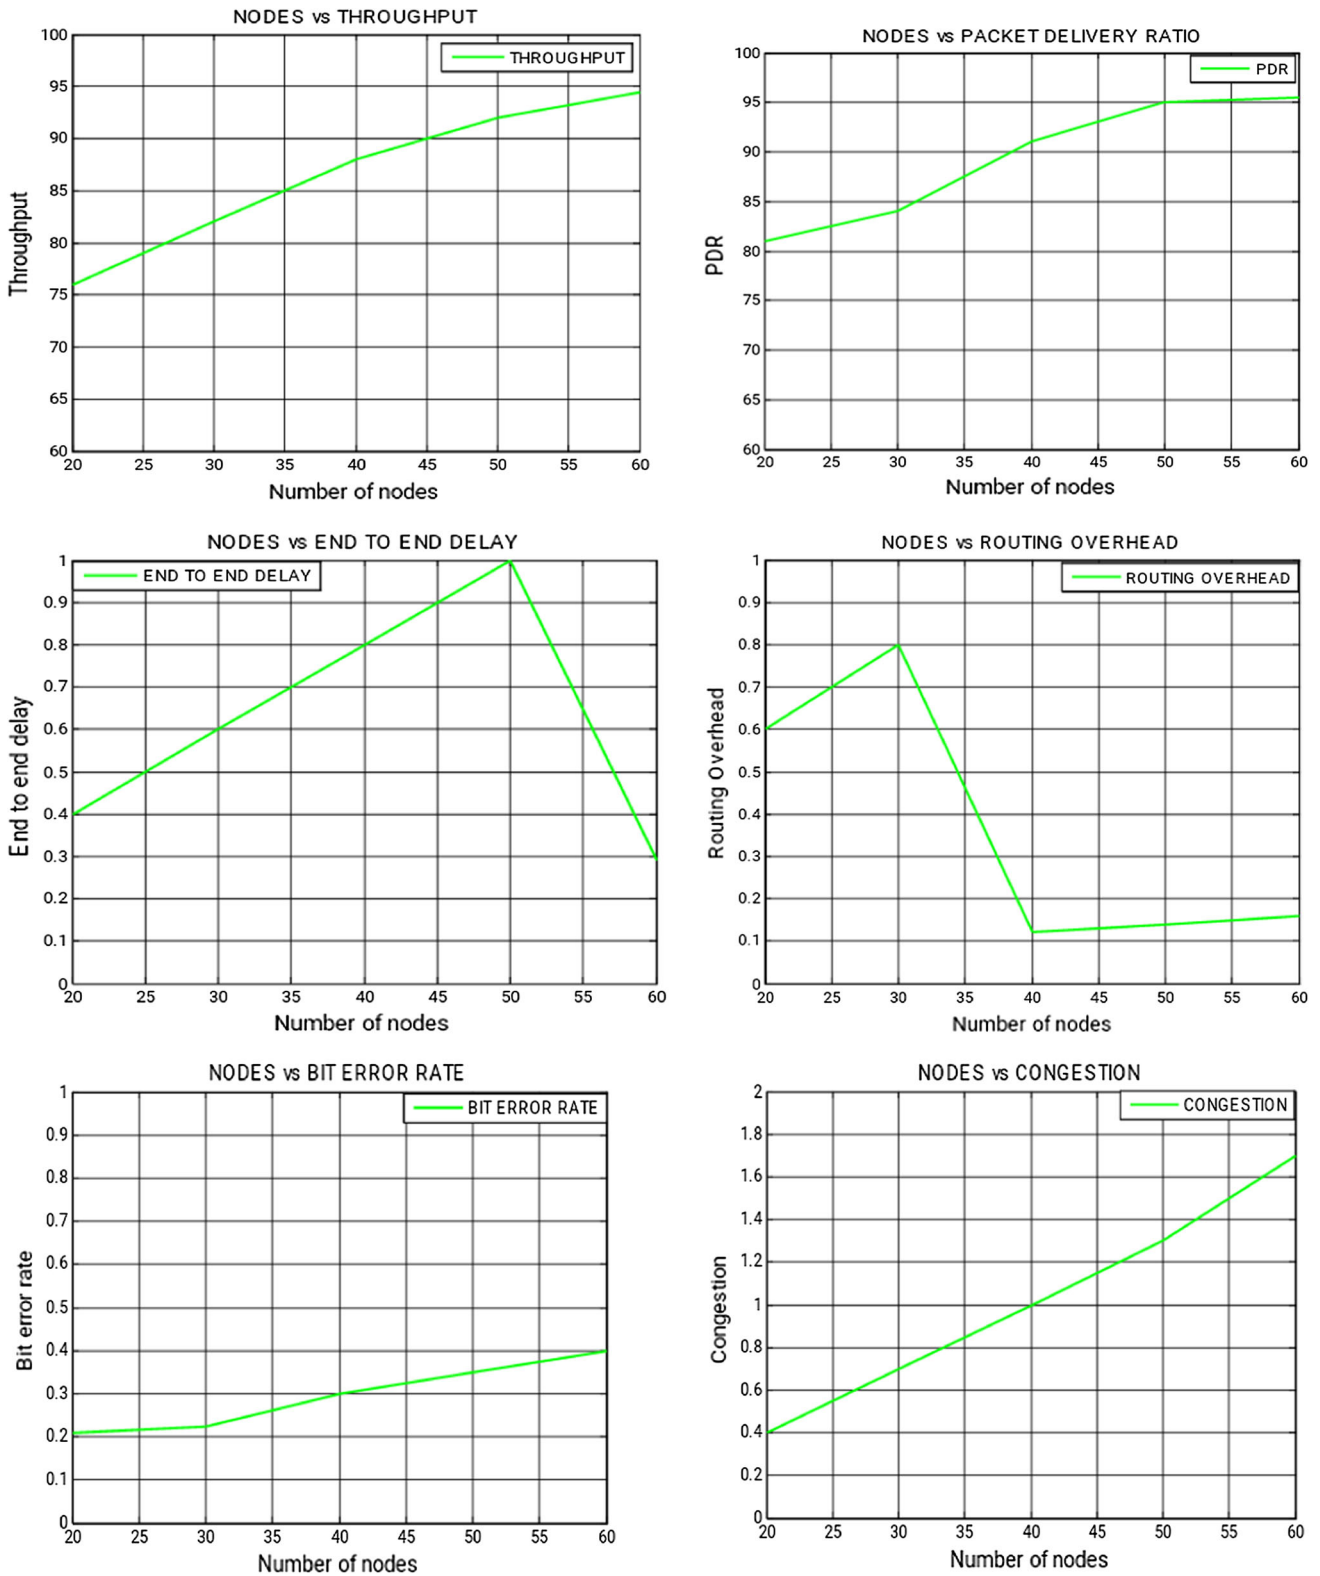 NODES vs THROUGHPUT
THROUGHPUT
100
95
90
85
80
75
70
65
60
Throughput
20 25 30 35 40 45 50 55 60
Number of nodes
NODES vs PACKET DELIVERY RATIO
PDR
100
95
90
85
80
75
70
65
60
PDR
20 25 30 35 40 45 50 55 60
Number of nodes
NODES vs END TO END DELAY
END TO END DELAY
1
0.9
0.8
0.7
0.6
0.5
0.4
0.3
0.2
0.1
0
End to end delay
20 25 30 35 40 45 50 55 60
Number of nodes
NODES vs ROUTING OVERHEAD
ROUTING OVERHEAD
1
0.9
0.8
0.7
0.6
0.5
0.4
0.3
0.2
0.1
0
Routing Overhead
20 25 30 35 40 45 50 55 60
Number of nodes
NODES vs BIT ERROR RATE
BIT ERROR RATE
1
0.9
0.8
0.7
0.6
0.5
0.4
0.3
0.2
0.1
0
Bit error rate
20 25 30 35 40 45 50 55 60
Number of nodes
NODES vs CONGESTION
CONGESTION
2
1.8
1.6
1.4
1.2
1
0.8
0.6
0.4
0.2
0
Congestion
20 25 30 35 40 45 50 55 60
Number of nodes